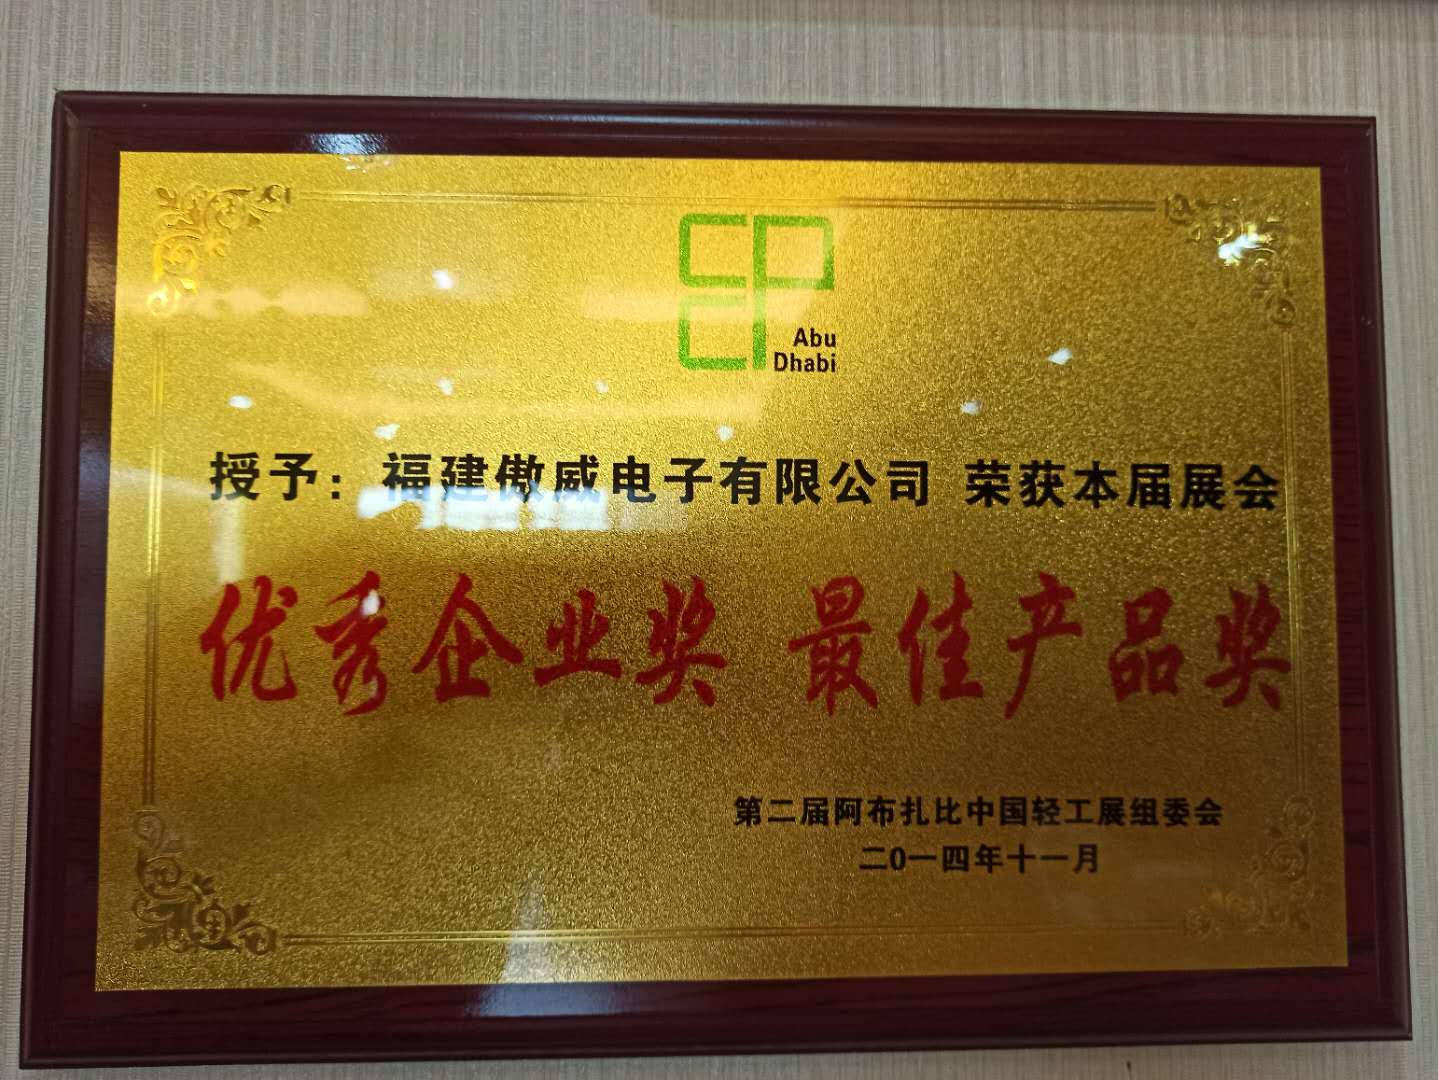 Abu
Dhabi
授予：福建傲威电子有限公司 荣获本届展会
优秀企业奖 最佳产品奖
第二届阿布扎比中国轻工展组委会
二0一四年十一月